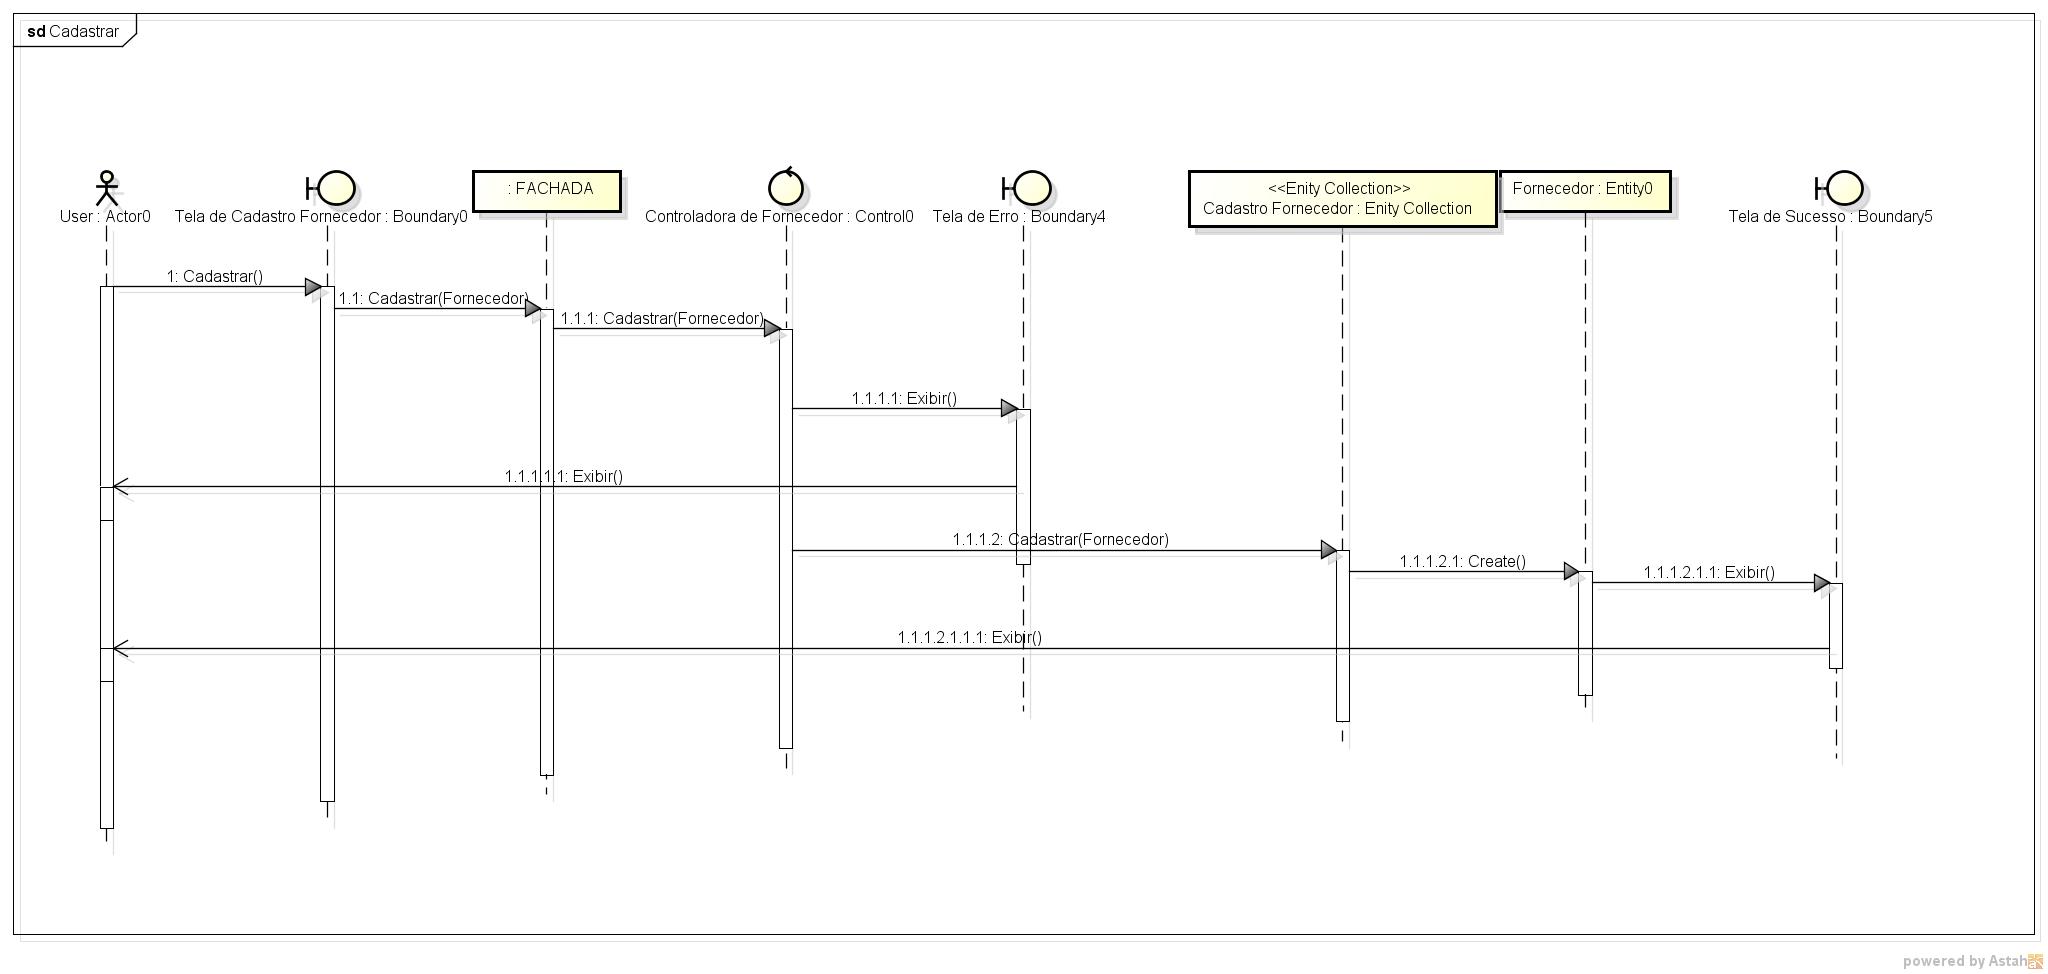 sd Cadastrar
User : Actor0
Tela de Cadastro Fornecedor : Boundary0
: FACHADA
Controladora de Fornecedor : Control0
Tela de Erro : Boundary4
<<Enity Collection>>
Cadastro Fornecedor : Enity Collection
Fornecedor : Entity0
Tela de Sucesso : Boundary5
1: Cadastrar()
1.1: Cadastrar(Fornecedor)
1.1.1: Cadastrar(Fornecedor)
1.1.1.1: Exibir()
1.1.1.1.1: Exibir()
1.1.1.2: Cadastrar(Fornecedor)
1.1.1.2.1: Create()
1.1.1.2.1.1: Exibir()
1.1.1.2.1.1.1: Exibir()
powered by Astah